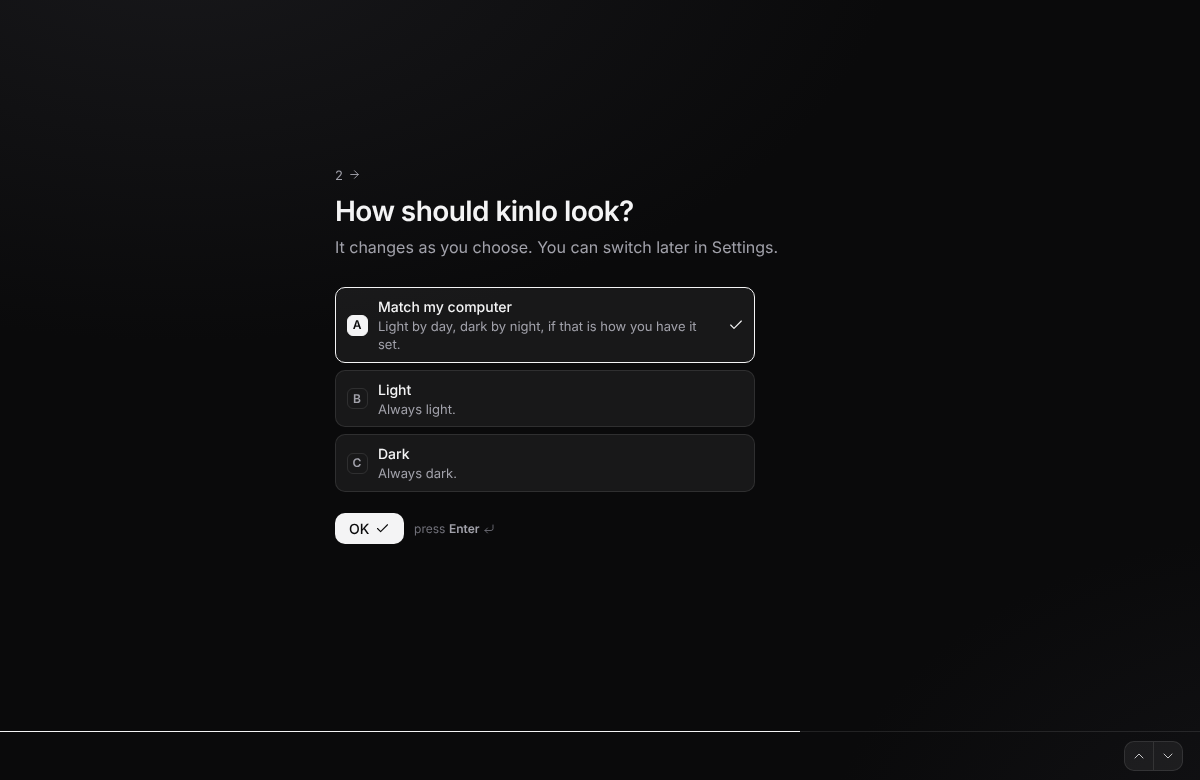 2 →
How should kinlo look?
It changes as you choose. You can switch later in Settings.
A
Match my computer
Light by day, dark by night, if that is how you have it
set.
B
Light
Always light.
C
Dark
Always dark.
OK ✓ press Enter ↵